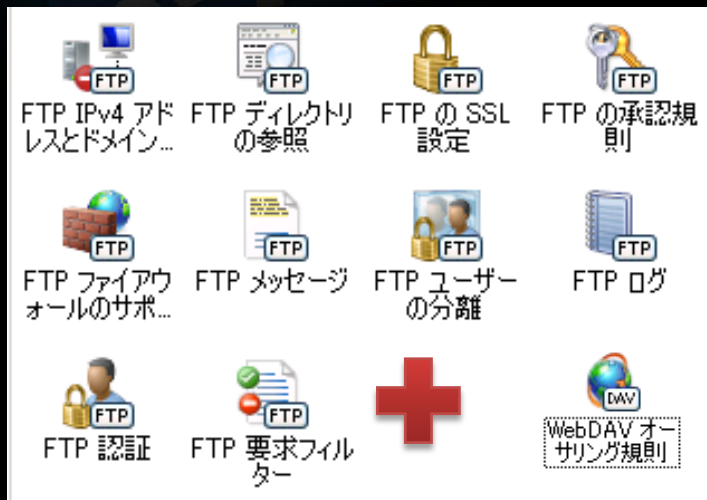 FTP
FTP
FTP
FTP
FTP IPv4 アド
レスとドメイン...
FTP ディレクトリ
の参照
FTP の SSL
設定
FTP の承認規
則
FTP
FTP
FTP
FTP
FTP ファイアウ
ォールのサポ...
FTP メッセージ
FTP ユーザー
の分離
FTP ログ
FTP
FTP
DAV
FTP 認証
FTP 要求フィル
ター
WebDAV オー
サリング規則